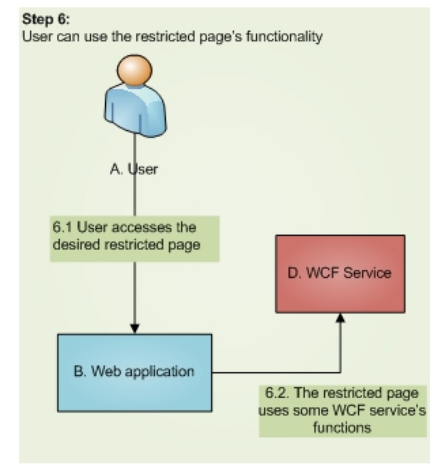 Step 6:
User can use the restricted page's functionality
A. User
6.1 User accesses the
desired restricted page
D. WCF Service
B. Web application
6.2. The restricted page
uses some WCF service's
functions